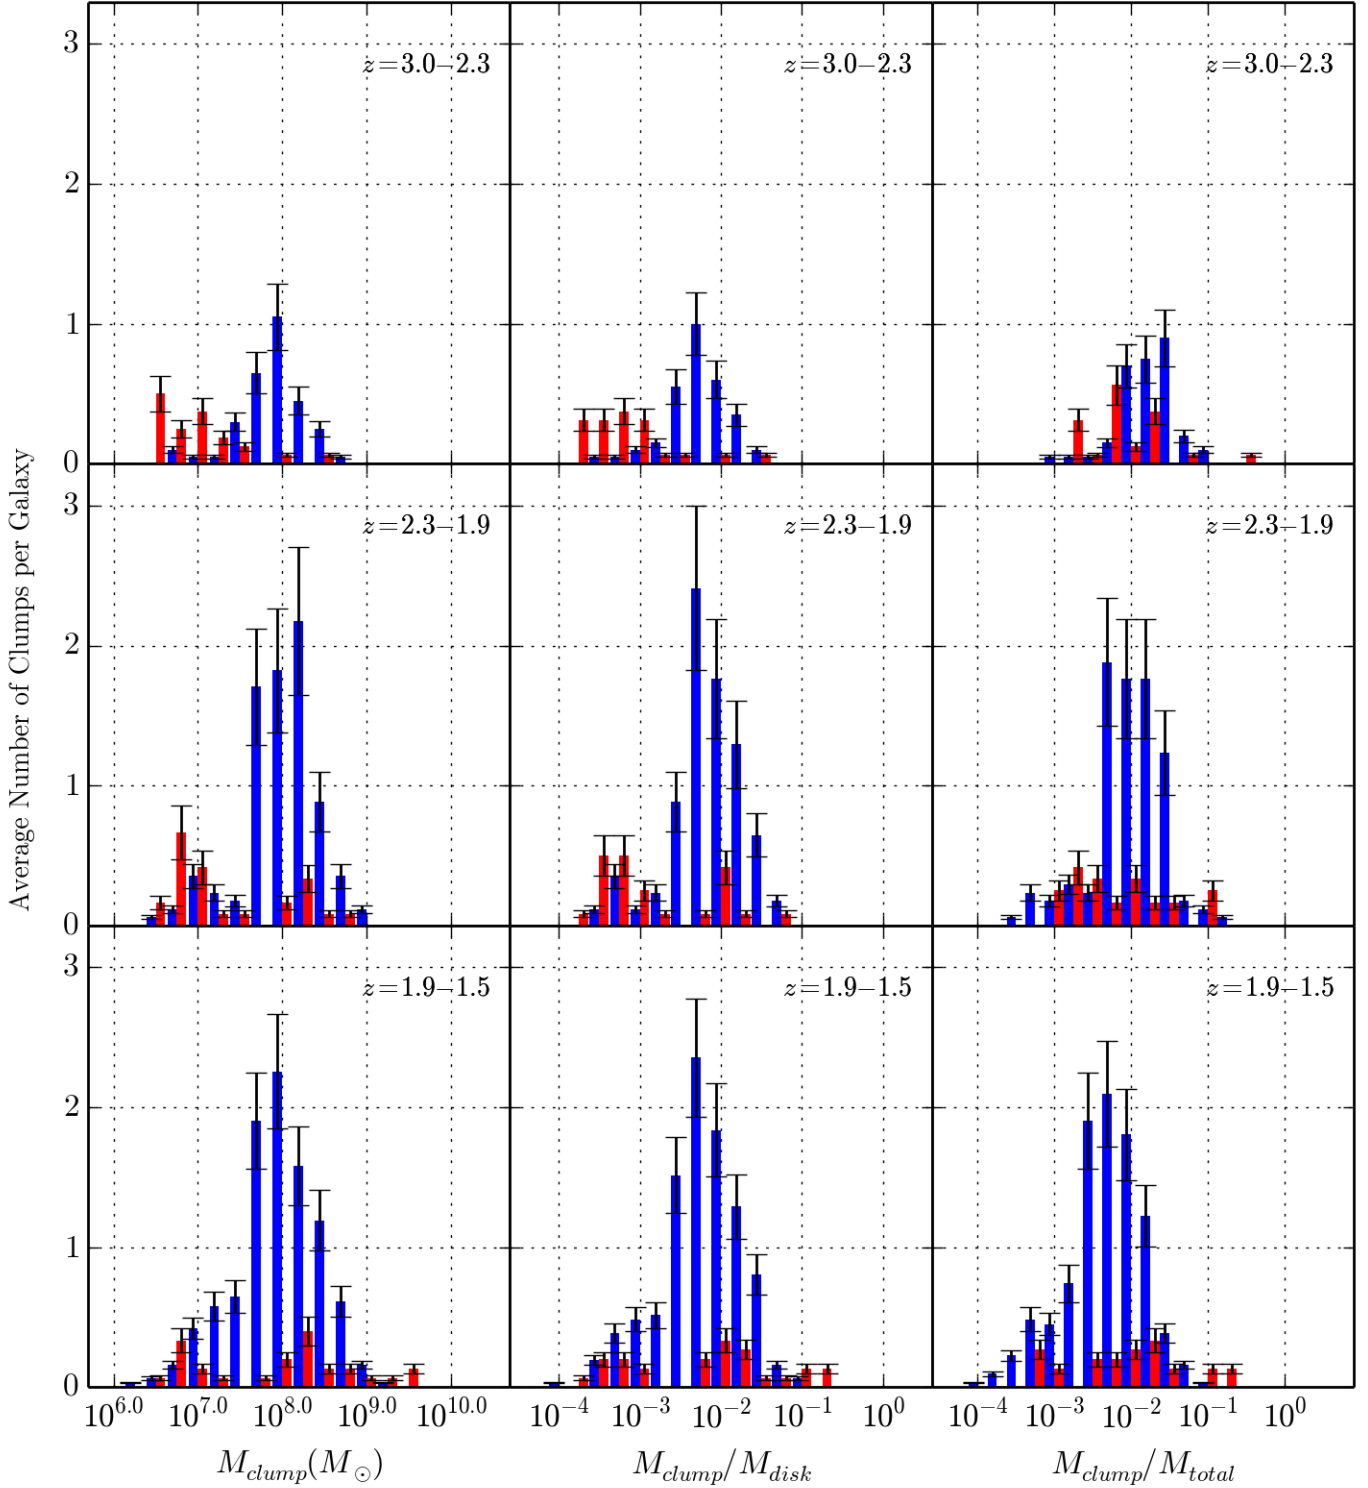 Average Number of Clumps per Galaxy
3
2
1
0
z=3.0–2.3
z=3.0–2.3
z=3.0–2.3
3
2
1
0
z=2.3–1.9
z=2.3–1.9
z=2.3–1.9
3
2
1
0
z=1.9–1.5
z=1.9–1.5
z=1.9–1.5
10^6.0 10^7.0 10^8.0 10^9.0 10^10.0
10^−4 10^−3 10^−2 10^−1 10^0
10^−4 10^−3 10^−2 10^−1 10^0
M_clump(M_⊙)
M_clump/M_disk
M_clump/M_total